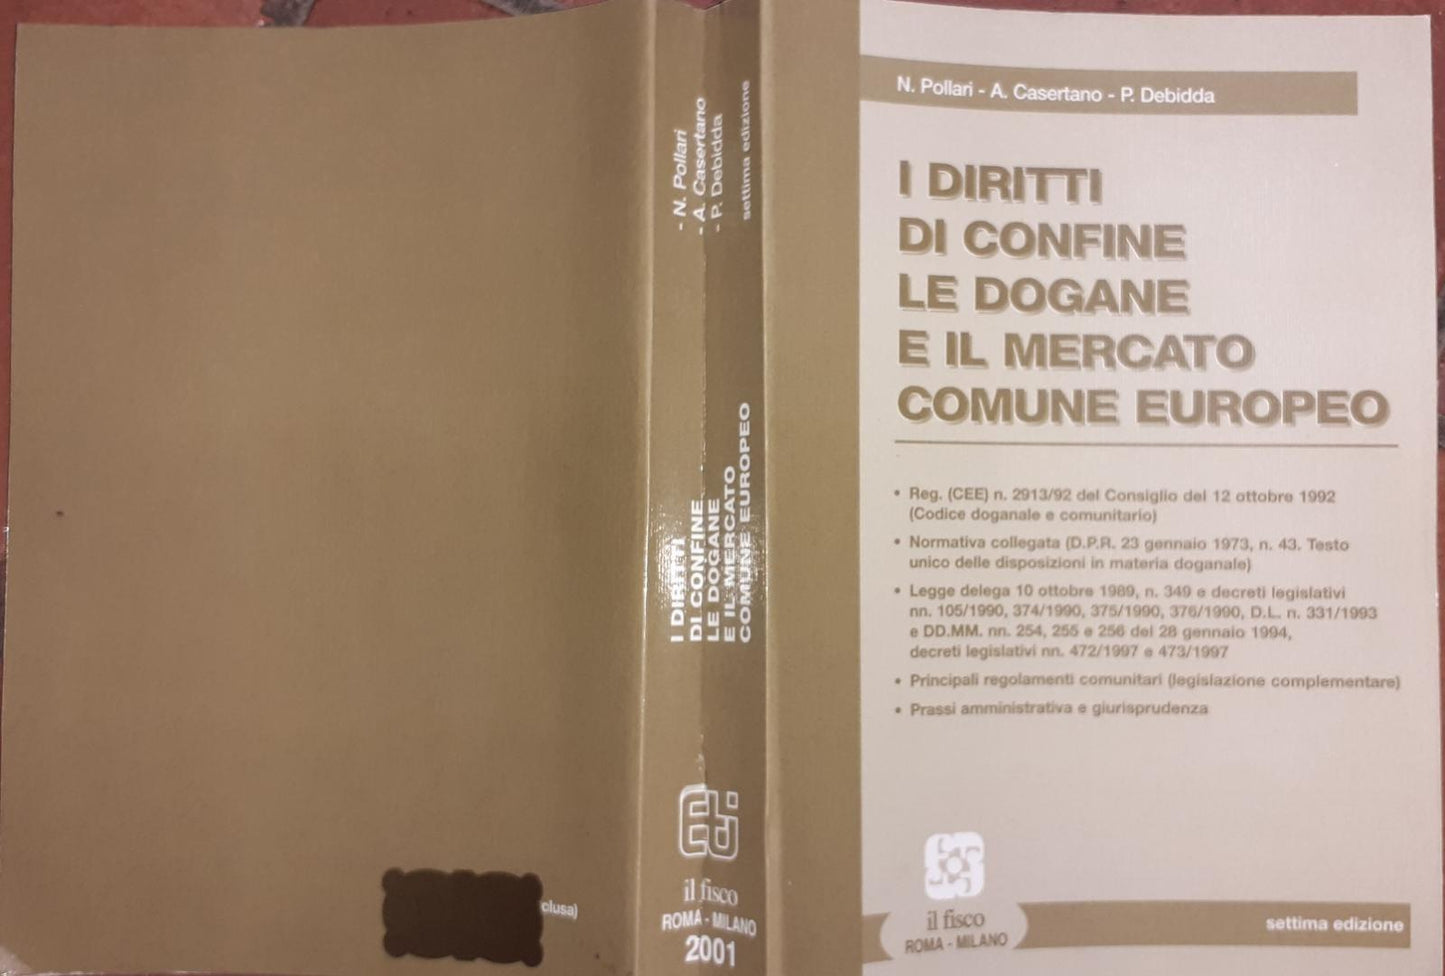 clusa)
- N. Pollari
- A. Casertano
- P. Debidda
settima edizione
I DIRITTI
DI CONFINE
LE DOGANE
E IL MERCATO
COMUNE EUROPEO
Eti
il fisco
ROMA - MILANO
2001
N. Pollari - A. Casertano - P. Debidda
I DIRITTI
DI CONFINE
LE DOGANE
E IL MERCATO
COMUNE EUROPEO
• Reg. (CEE) n. 2913/92 del Consiglio del 12 ottobre 1992
(Codice doganale e comunitario)
• Normativa collegata (D.P.R. 23 gennaio 1973, n. 43. Testo
unico delle disposizioni in materia doganale)
• Legge delega 10 ottobre 1989, n. 349 e decreti legislativi
nn. 105/1990, 374/1990, 375/1990, 376/1990, D.L. n. 331/1993
e DD.MM. nn. 254, 255 e 256 del 28 gennaio 1994,
decreti legislativi nn. 472/1997 e 473/1997
• Principali regolamenti comunitari (legislazione complementare)
• Prassi amministrativa e giurisprudenza
il fisco
ROMA - MILANO
settima edizione